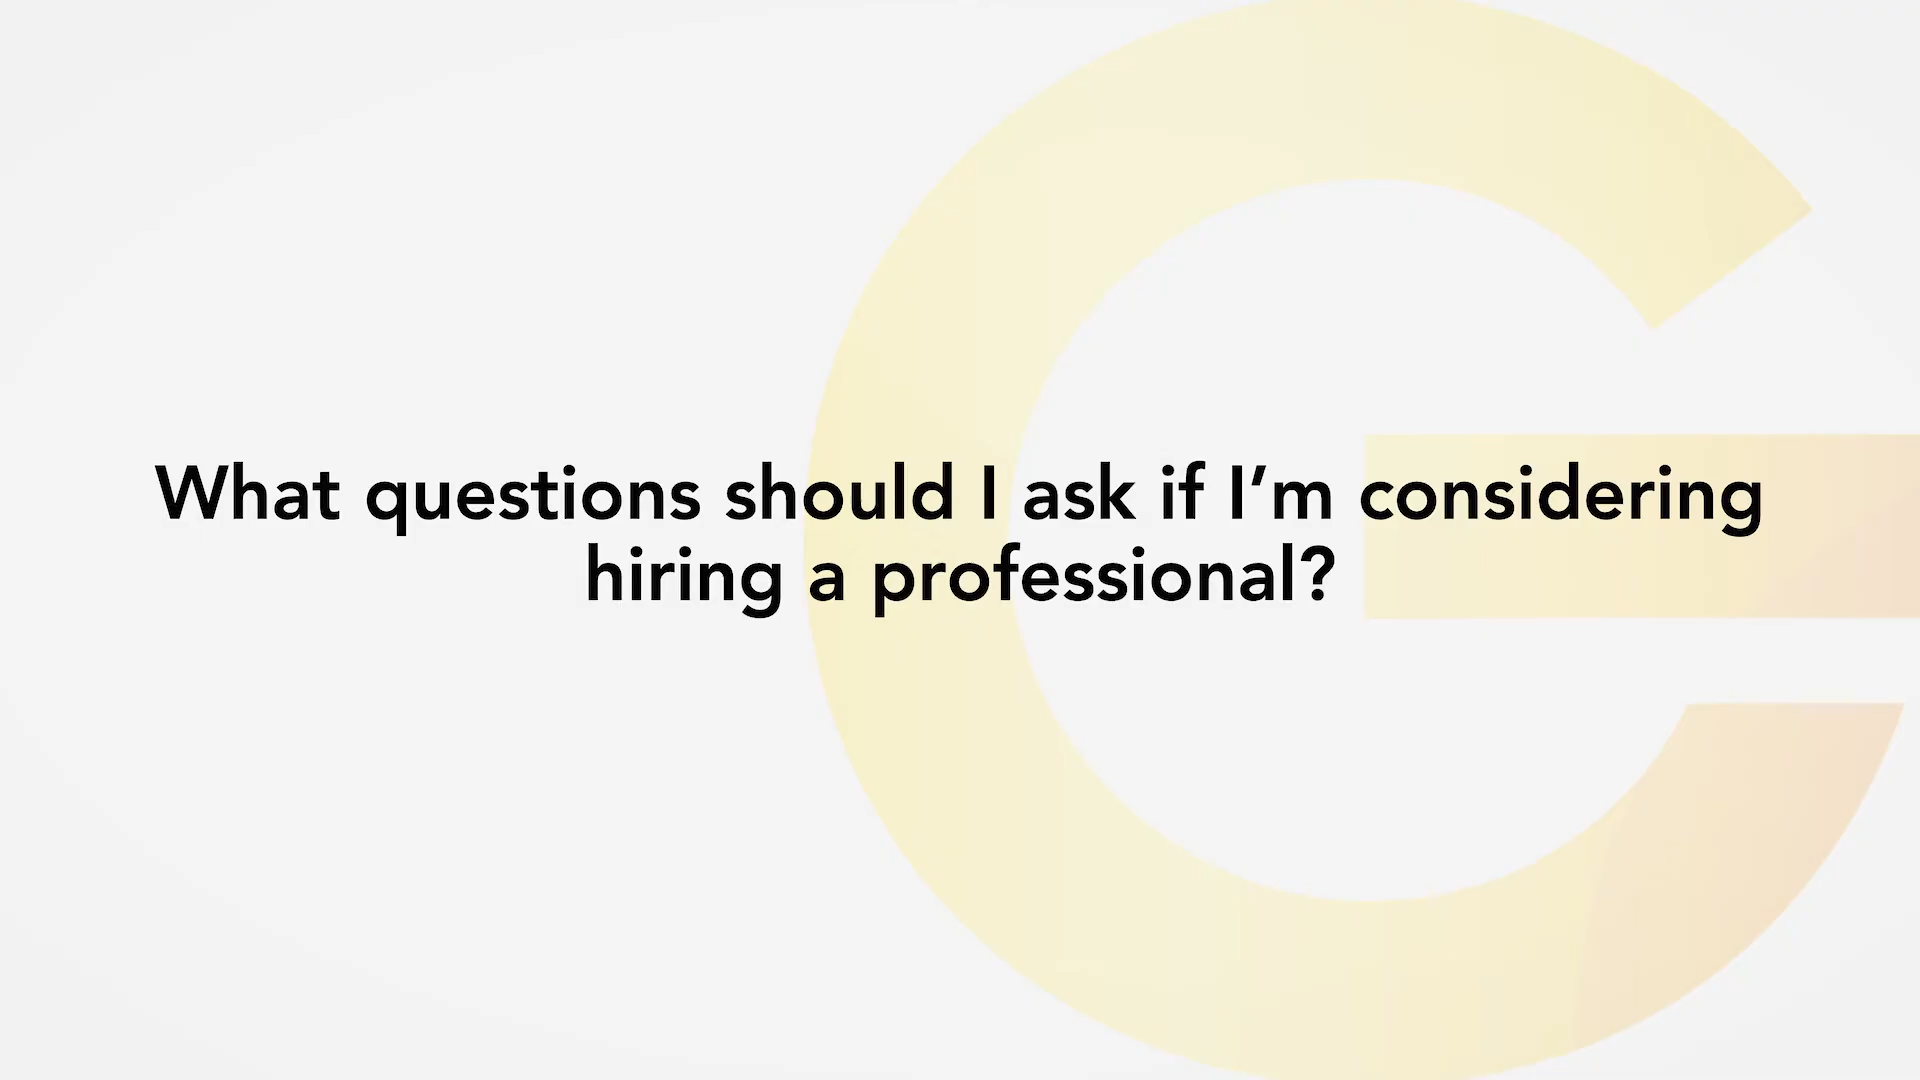 What questions should I ask if I’m considering
hiring a professional?